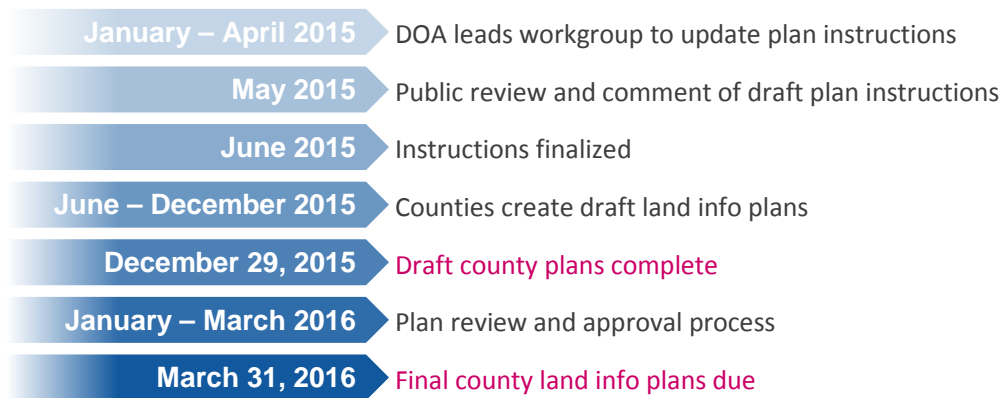 January – April 2015 DOA leads workgroup to update plan instructions
May 2015 Public review and comment of draft plan instructions
June 2015 Instructions finalized
June – December 2015 Counties create draft land info plans
December 29, 2015 Draft county plans complete
January – March 2016 Plan review and approval process
March 31, 2016 Final county land info plans due